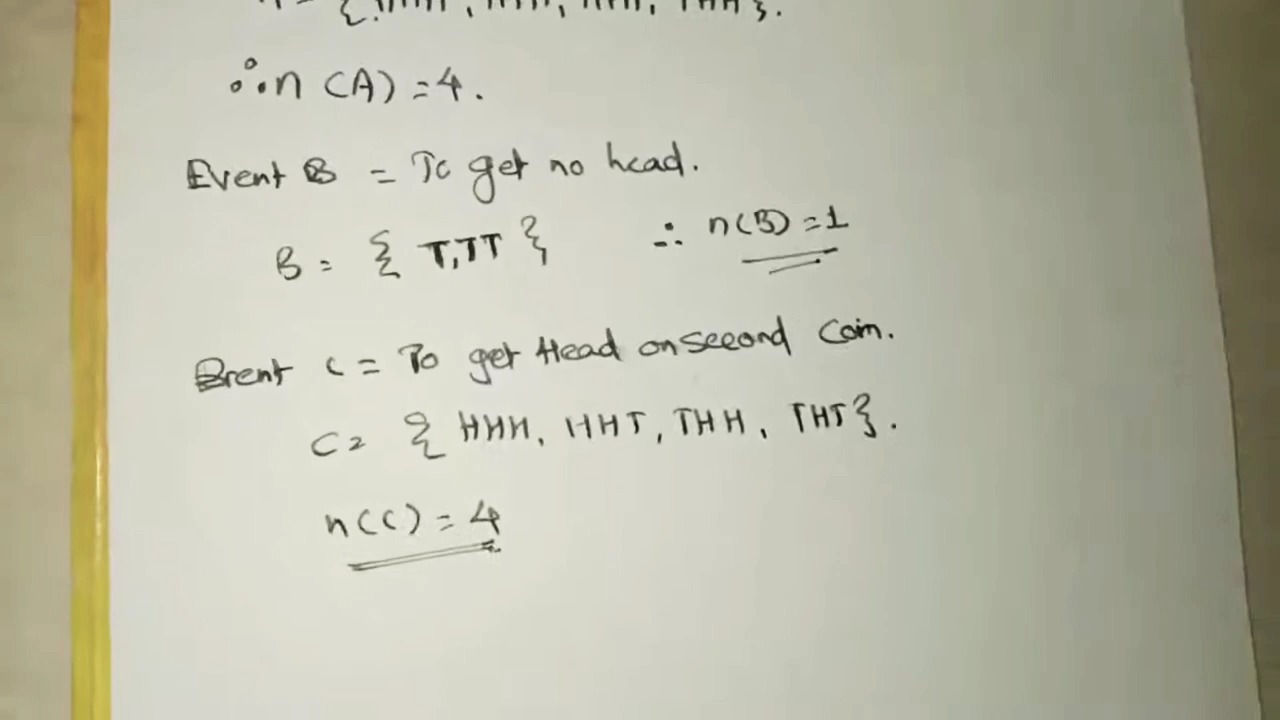 ∴ n (A) = 4.
Event B = To get no head.
B = { T,TT } ∴ n(B) = 1
Event C = To get Head on second Coin.
C = { HHH, HHT, THH, THT }.
n(C) = 4